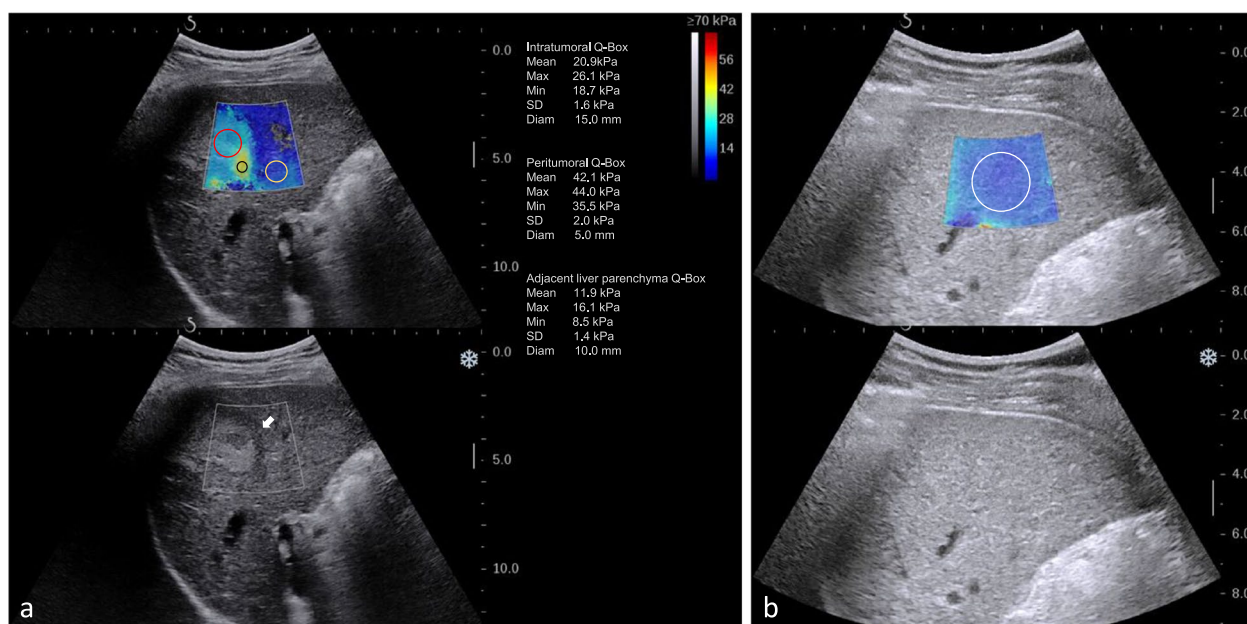 ≥70 kPa
56
42
28
14
0.0
5.0
10.0
Intratumoral Q-Box
Mean 20.9kPa
Max 26.1 kPa
Min 18.7 kPa
SD 1.6 kPa
Diam 15.0 mm
Peritumoral Q-Box
Mean 42.1 kPa
Max 44.0 kPa
Min 35.5 kPa
SD 2.0 kPa
Diam 5.0 mm
Adjacent liver parenchyma Q-Box
Mean 11.9 kPa
Max 16.1 kPa
Min 8.5 kPa
SD 1.4 kPa
Diam 10.0 mm
0.0
5.0
10.0
a
0.0
2.0
4.0
6.0
8.0
0.0
2.0
4.0
6.0
8.0
b